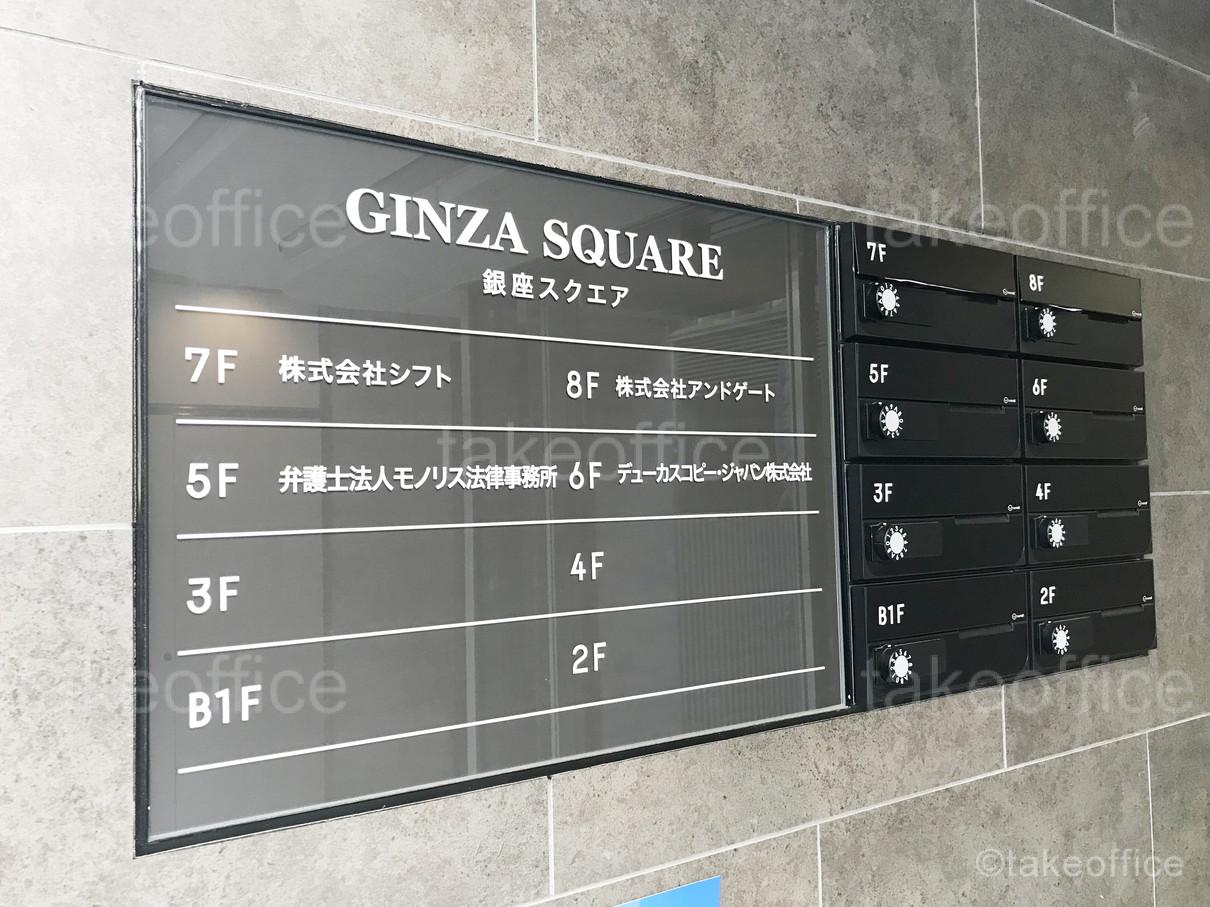 GINZA SQUARE
銀座スクエア
7F 株式会社シフト 8F 株式会社アンドゲート
5F 弁護士法人モノリス法律事務所 6F デューカスコピー・ジャパン株式会社
3F 4F
B1F 2F
7F 8F
5F 6F
3F 4F
B1F 2F
takeoffice takeoffice
takeoffice
takeoffice takeoffice
©takeoffice